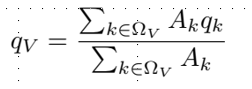 q_V = \frac{\sum_{k \in \Omega_V} A_k q_k}{\sum_{k \in \Omega_V} A_k}